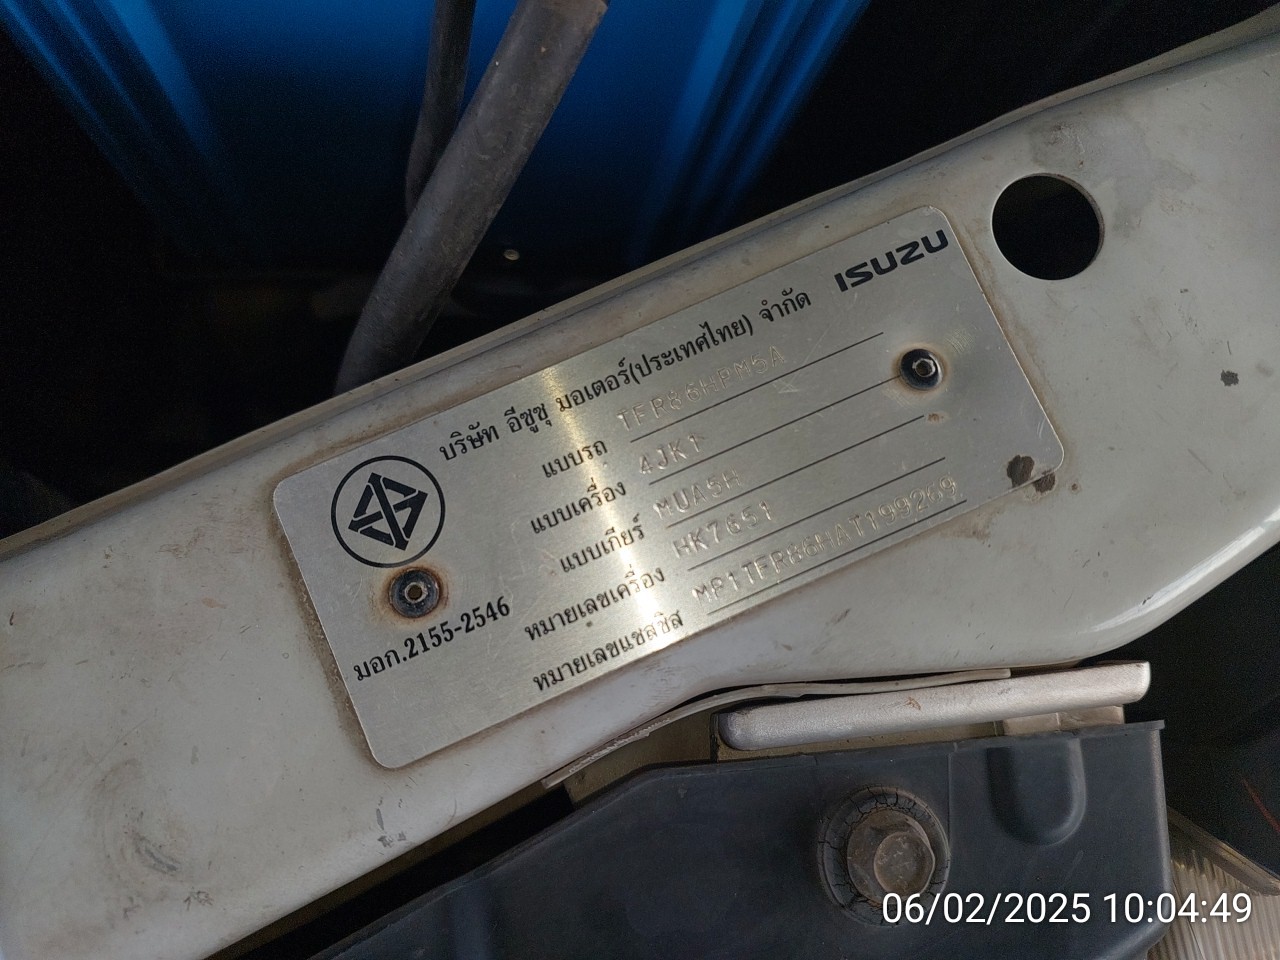 ISUZU
บริษัท อีซูซุ มอเตอร์(ประเทศไทย) จำกัด
แบบรถ TFR86HPM5A
แบบเครื่อง 4JK1
แบบเกียร์ MUA5H
หมายเลขเครื่อง HK7651
หมายเลขแชสซิส MP1TFR86HAT199269
มอก.2155-2546
06/02/2025 10:04:49